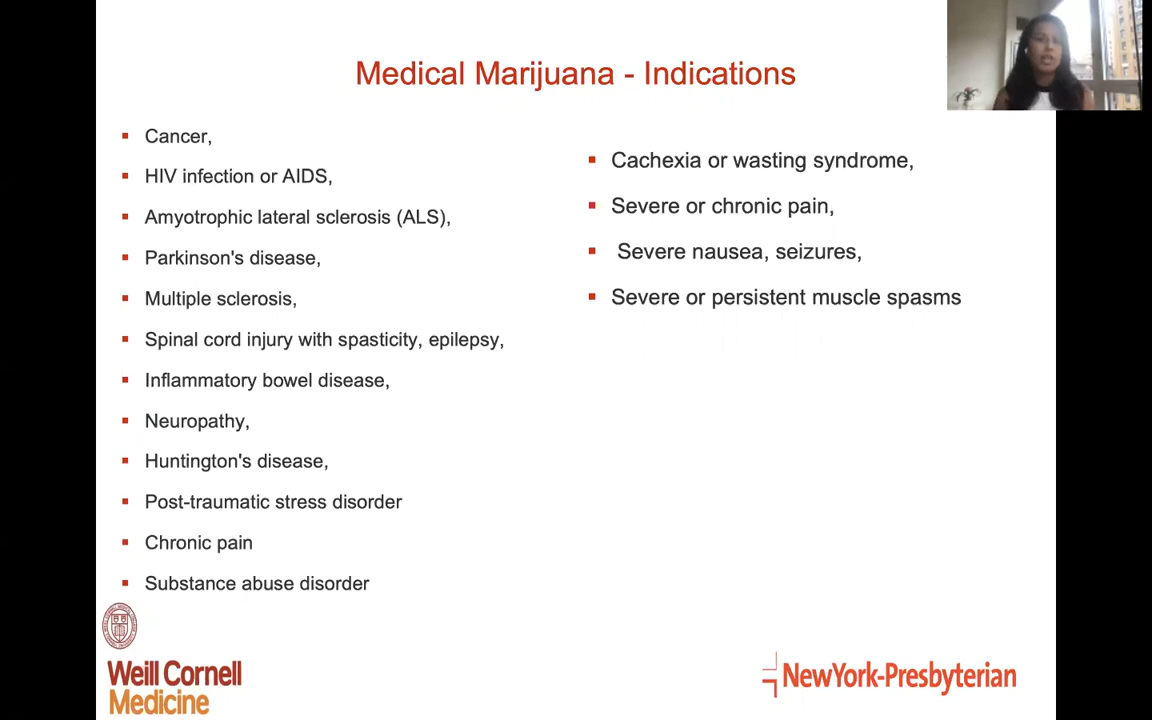 Medical Marijuana - Indications
Cancer,
HIV infection or AIDS,
Amyotrophic lateral sclerosis (ALS),
Parkinson's disease,
Multiple sclerosis,
Spinal cord injury with spasticity, epilepsy,
Inflammatory bowel disease,
Neuropathy,
Huntington's disease,
Post-traumatic stress disorder
Chronic pain
Substance abuse disorder
Cachexia or wasting syndrome,
Severe or chronic pain,
Severe nausea, seizures,
Severe or persistent muscle spasms
Weill Cornell
Medicine
NewYork-Presbyterian